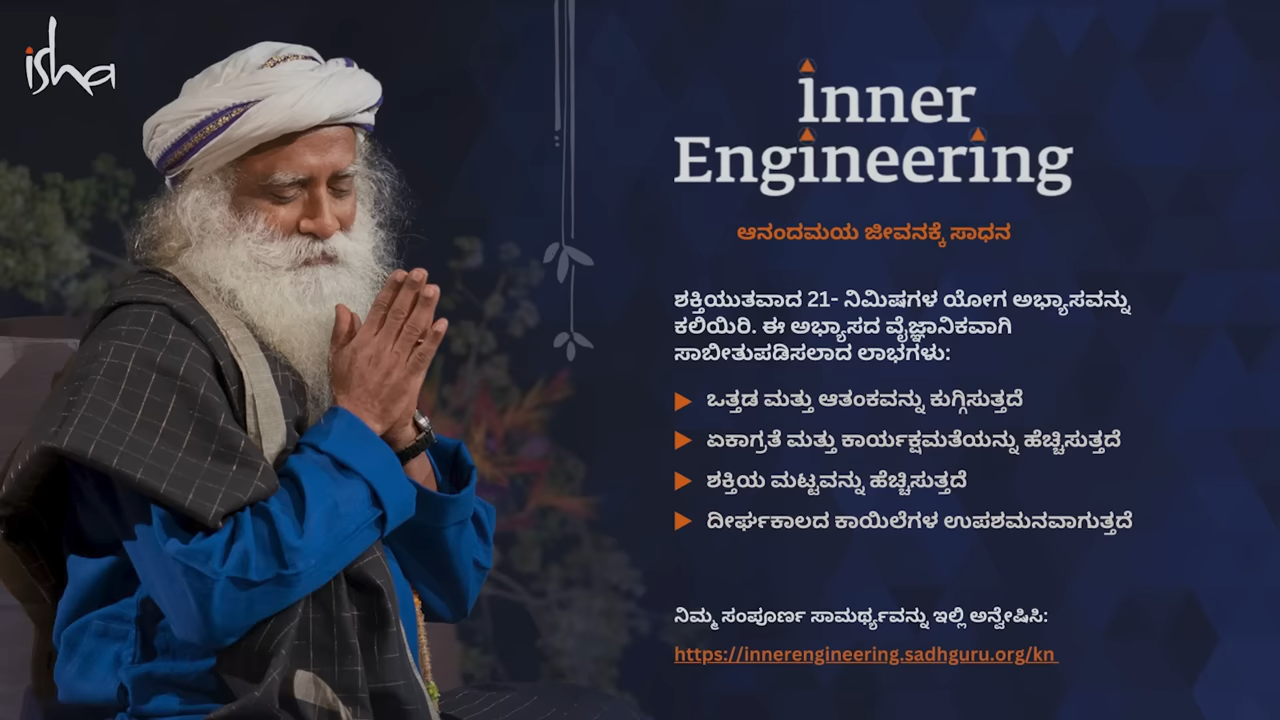 isha
inner
Engineering
ಆನಂದಮಯ ಜೀವನಕ್ಕೆ ಸಾಧನ
ಶಕ್ತಿಯುತವಾದ 21- ನಿಮಿಷಗಳ ಯೋಗ ಅಭ್ಯಾಸವನ್ನು
ಕಲಿಯಿರಿ. ಈ ಅಭ್ಯಾಸದ ವೈಜ್ಞಾನಿಕವಾಗಿ
ಸಾಬೀತುಪಡಿಸಲಾದ ಲಾಭಗಳು:
ಒತ್ತಡ ಮತ್ತು ಆತಂಕವನ್ನು ಕುಗ್ಗಿಸುತ್ತದೆ
ಏಕಾಗ್ರತೆ ಮತ್ತು ಕಾರ್ಯಕ್ಷಮತೆಯನ್ನು ಹೆಚ್ಚಿಸುತ್ತದೆ
ಶಕ್ತಿಯ ಮಟ್ಟವನ್ನು ಹೆಚ್ಚಿಸುತ್ತದೆ
ದೀರ್ಘಕಾಲದ ಕಾಯಿಲೆಗಳ ಉಪಶಮನವಾಗುತ್ತದೆ
ನಿಮ್ಮ ಸಂಪೂರ್ಣ ಸಾಮರ್ಥ್ಯವನ್ನು ಇಲ್ಲಿ ಅನ್ವೇಷಿಸಿ:
https://innerengineering.sadhguru.org/kn